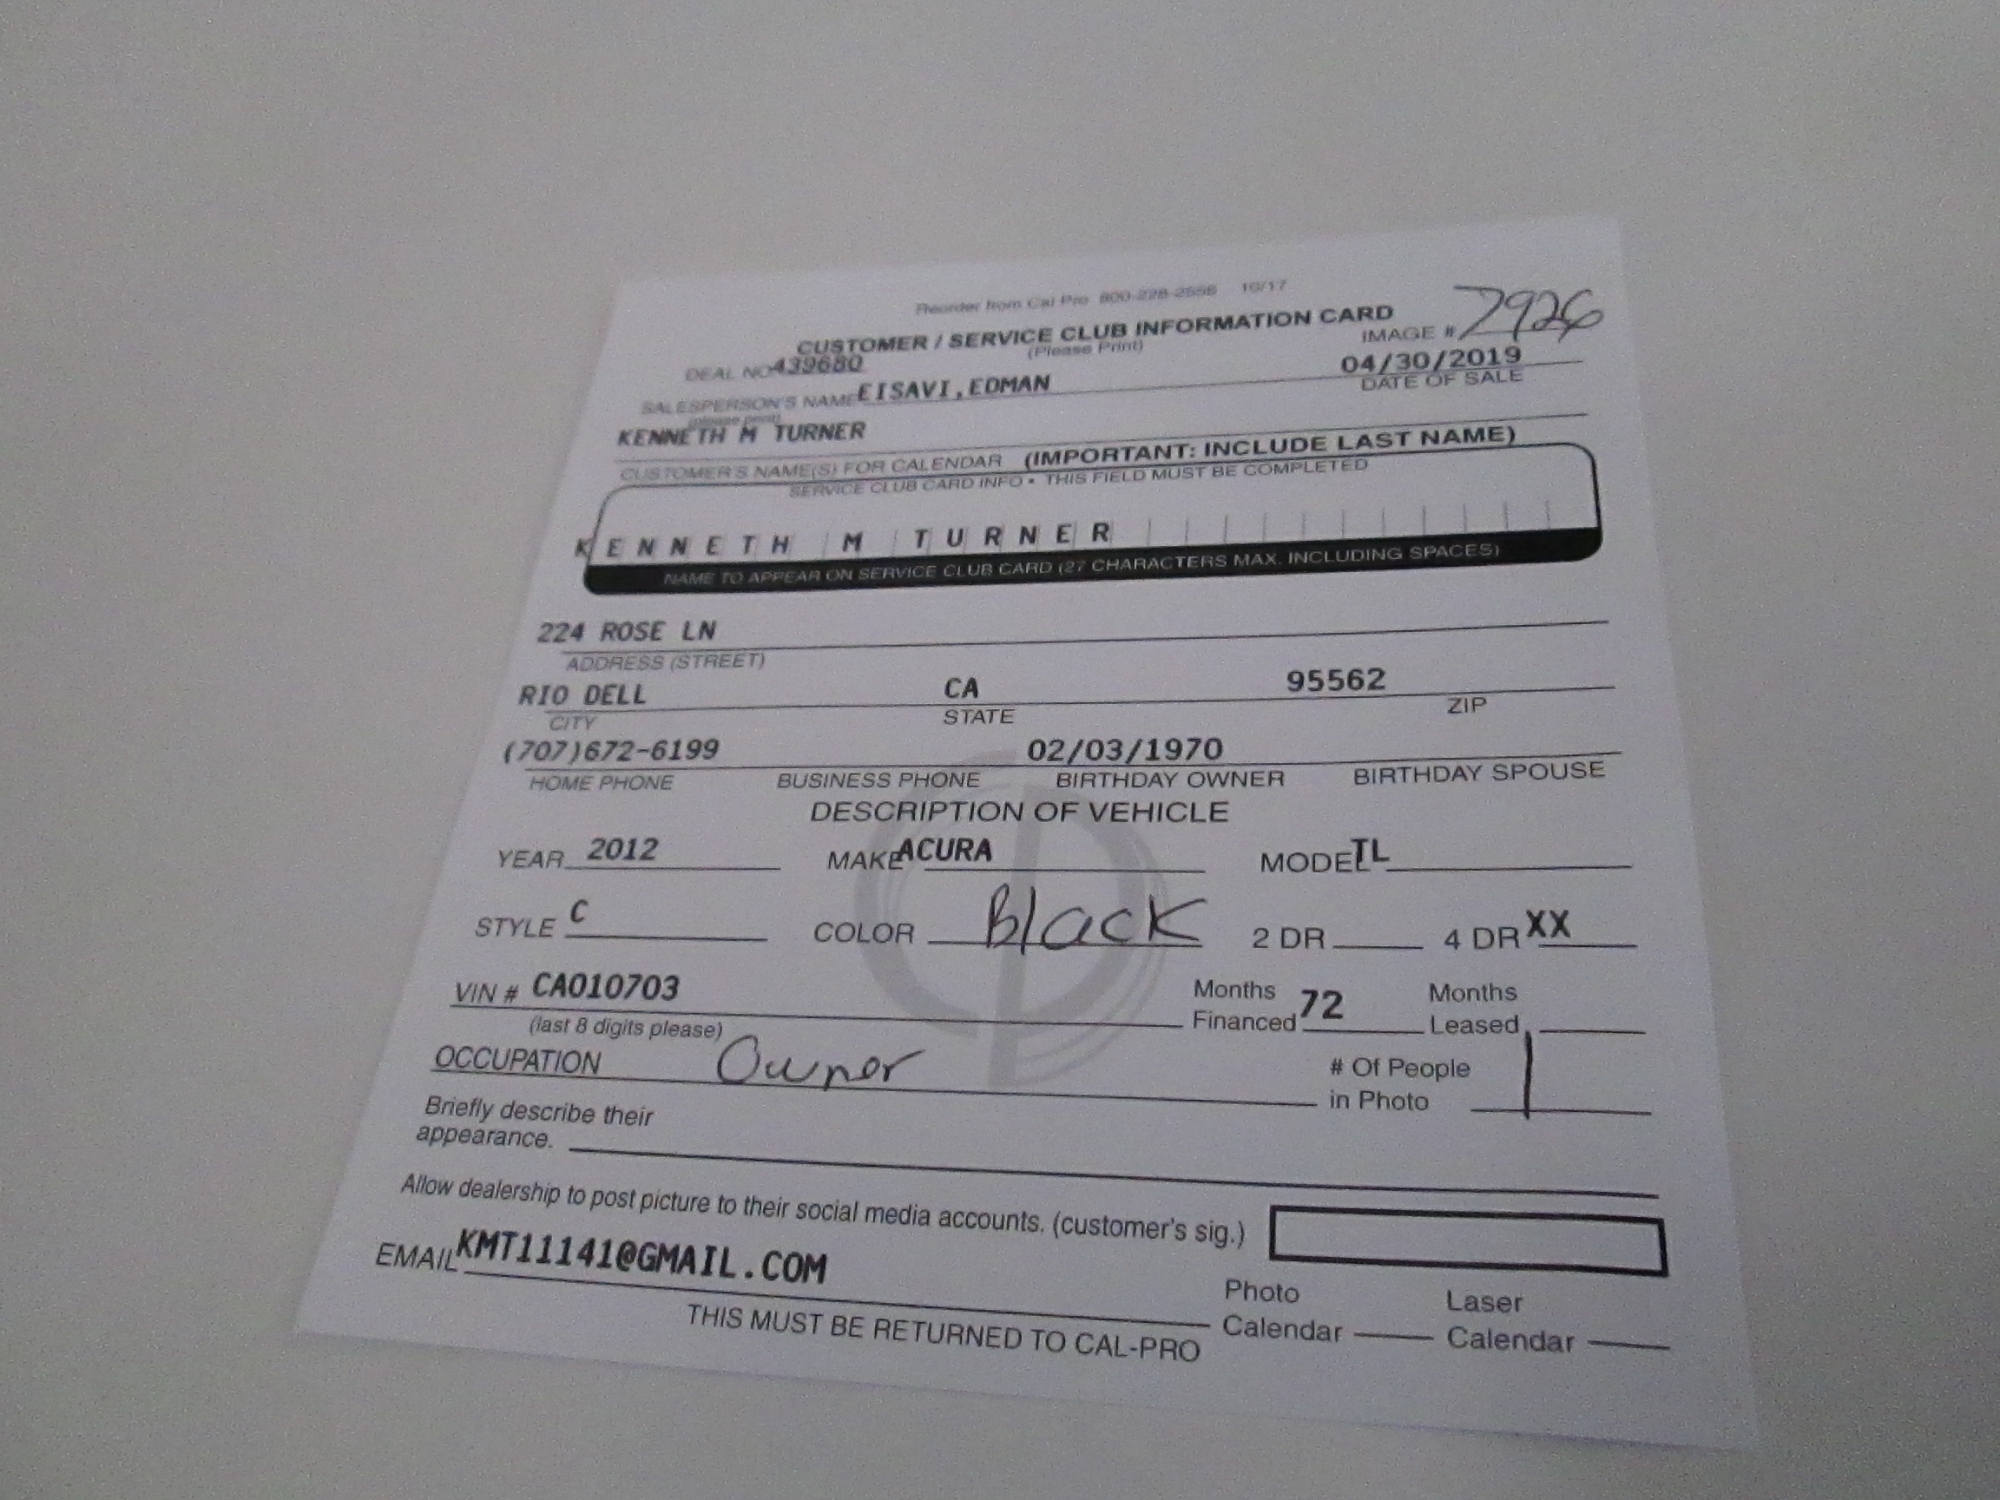 Reorder from Cal-Pro 800-228-2556 10/17
CUSTOMER / SERVICE CLUB INFORMATION CARD
(Please Print)
IMAGE # 7926
DEAL NO 439680
04/30/2019
SALESPERSON'S NAME EISAVI,EDMAN
DATE OF SALE
(please print)
KENNETH M TURNER
CUSTOMER'S NAME(S) FOR CALENDAR (IMPORTANT: INCLUDE LAST NAME)
SERVICE CLUB CARD INFO • THIS FIELD MUST BE COMPLETED
KENNETH M TURNER
NAME TO APPEAR ON SERVICE CLUB CARD (27 CHARACTERS MAX. INCLUDING SPACES)
224 ROSE LN
ADDRESS (STREET)
RIO DELL CA 95562
CITY STATE ZIP
(707)672-6199 02/03/1970
HOME PHONE BUSINESS PHONE BIRTHDAY OWNER BIRTHDAY SPOUSE
DESCRIPTION OF VEHICLE
YEAR 2012 MAKE ACURA MODEL TL
STYLE C COLOR Black 2 DR 4 DR XX
VIN # CA010703 Months Financed 72 Months Leased
(last 8 digits please)
OCCUPATION Owner # Of People in Photo 1
Briefly describe their
appearance.
Allow dealership to post picture to their social media accounts. (customer's sig.)
EMAIL KMT11141@GMAIL.COM
Photo Calendar Laser Calendar
THIS MUST BE RETURNED TO CAL-PRO